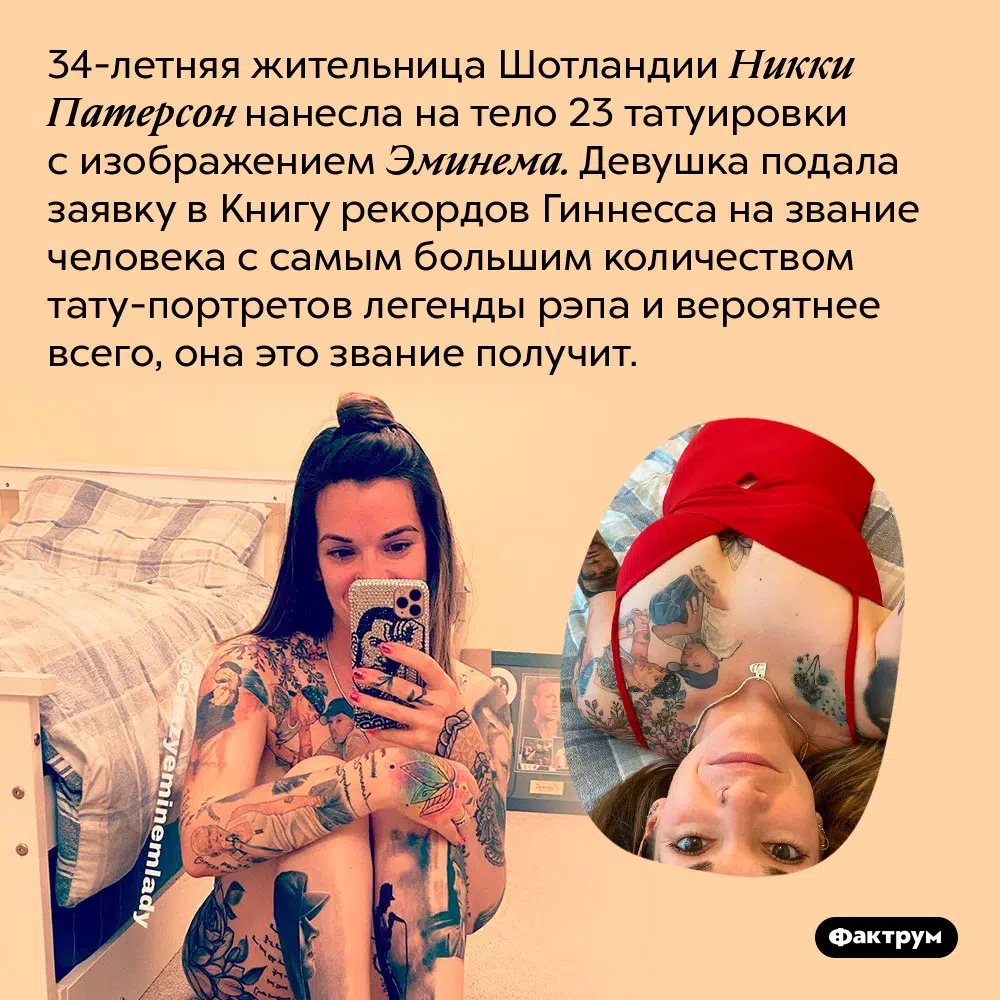 34-летняя жительница Шотландии Никки
Патерсон нанесла на тело 23 татуировки
с изображением Эминема. Девушка подала
заявку в Книгу рекордов Гиннесса на звание
человека с самым большим количеством
тату-портретов легенды рэпа и вероятнее
всего, она это звание получит.
Фактрум